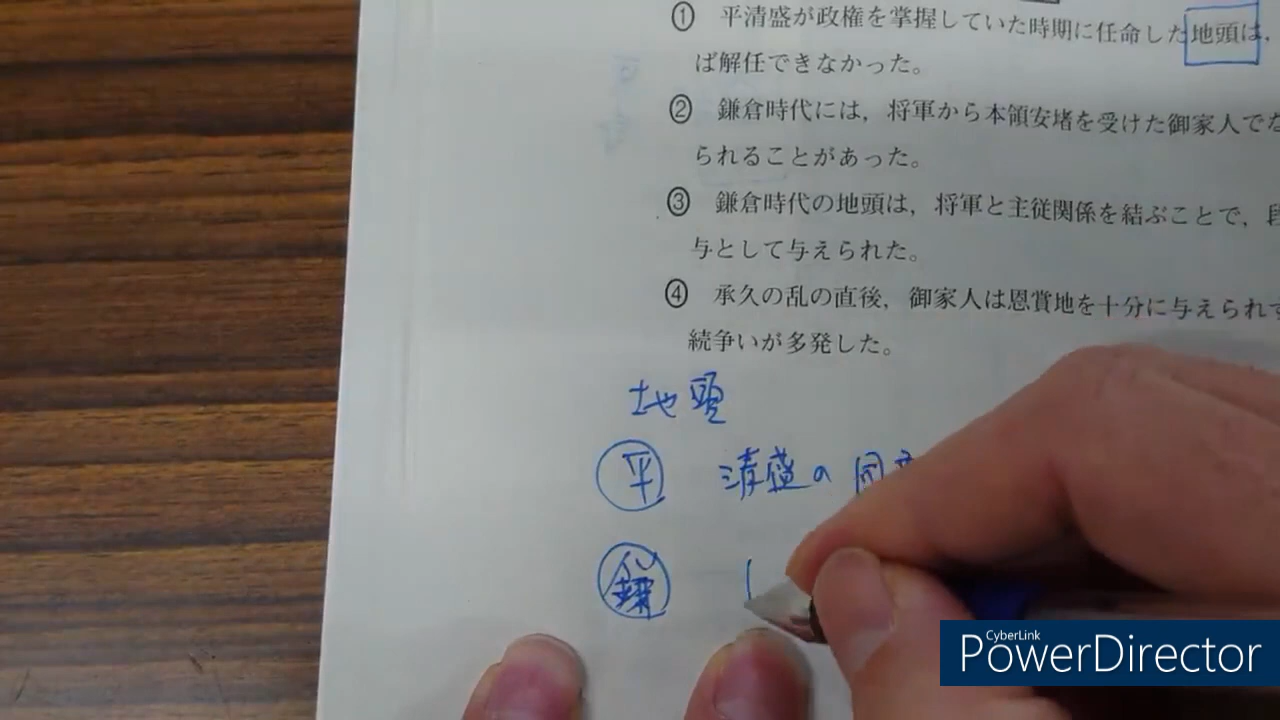 ① 平清盛が政権を掌握していた時期に任命した地頭は,
ば解任できなかった。
② 鎌倉時代には,将軍から本領安堵を受けた御家人でな
られることがあった。
③ 鎌倉時代の地頭は,将軍と主従関係を結ぶことで,
与として与えられた。
④ 承久の乱の直後,御家人は恩賞地を十分に与えられず
続争いが多発した。
地頭
平 清盛の同
鎌
CyberLink
PowerDirector